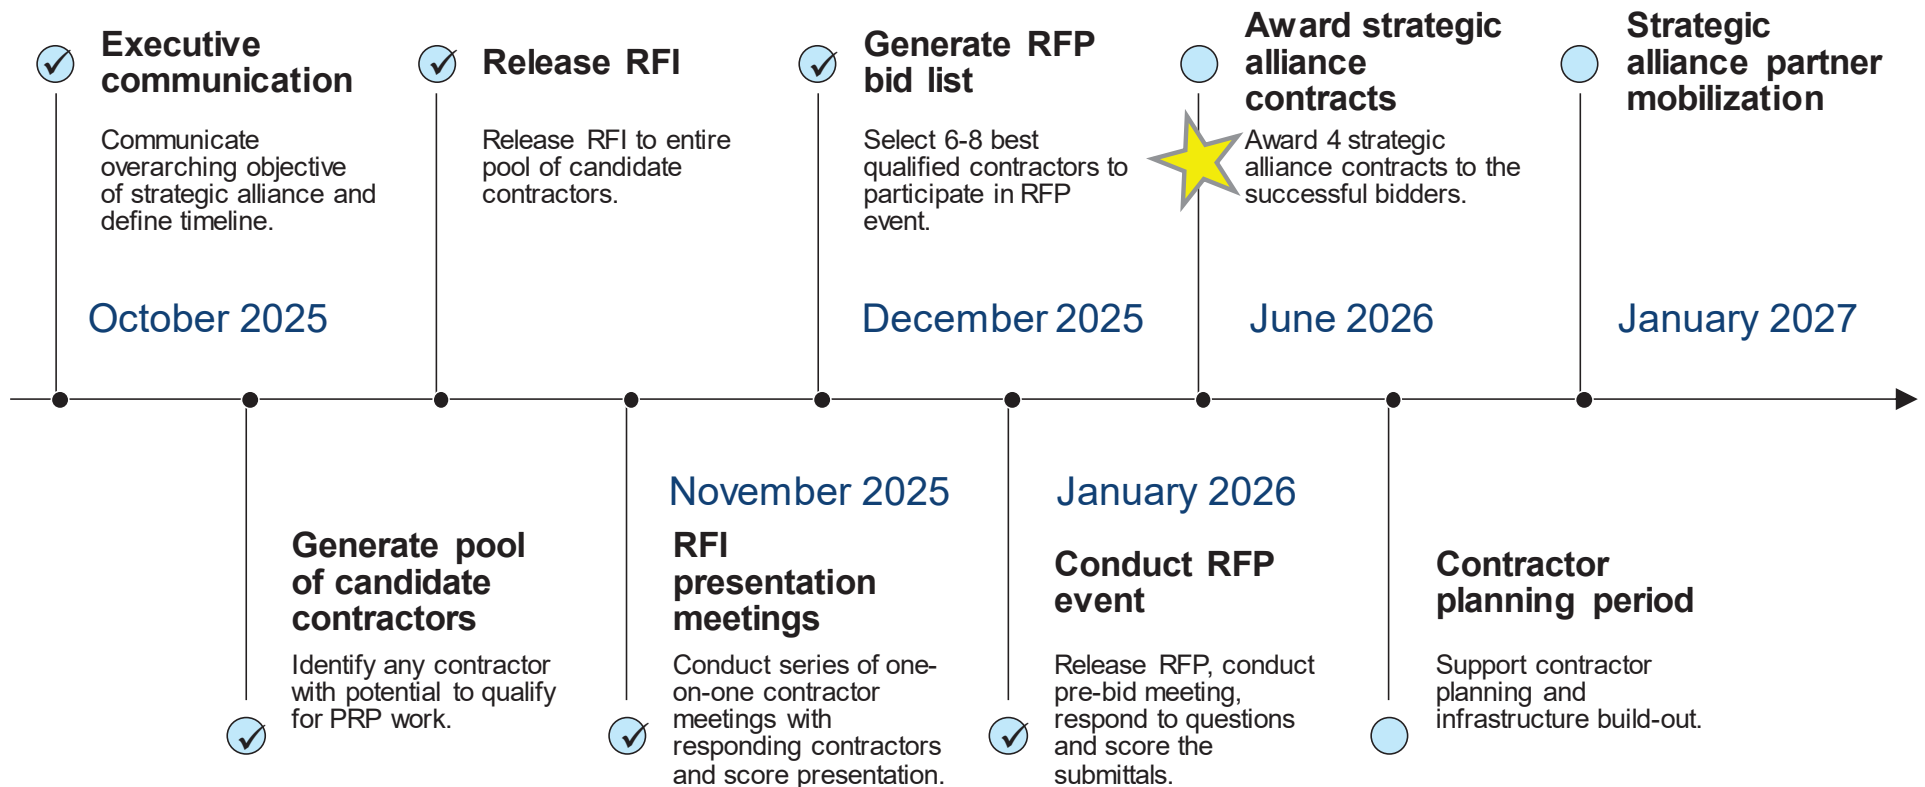 Executive
communication
Communicate
overarching objective
of strategic alliance and
define timeline.
October 2025
Release RFI
Release RFI to entire
pool of candidate
contractors.
Generate RFP
bid list
Select 6-8 best
qualified contractors to
participate in RFP
event.
December 2025
Award strategic
alliance
contracts
Award 4 strategic
alliance contracts to the
successful bidders.
June 2026
Strategic
alliance partner
mobilization
January 2027
Generate pool
of candidate
contractors
Identify any contractor
with potential to qualify
for PRP work.
November 2025
RFI
presentation
meetings
Conduct series of one-
on-one contractor
meetings with
responding contractors
and score presentation.
January 2026
Conduct RFP
event
Release RFP, conduct
pre-bid meeting,
respond to questions
and score the
submittals.
Contractor
planning period
Support contractor
planning and
infrastructure build-out.